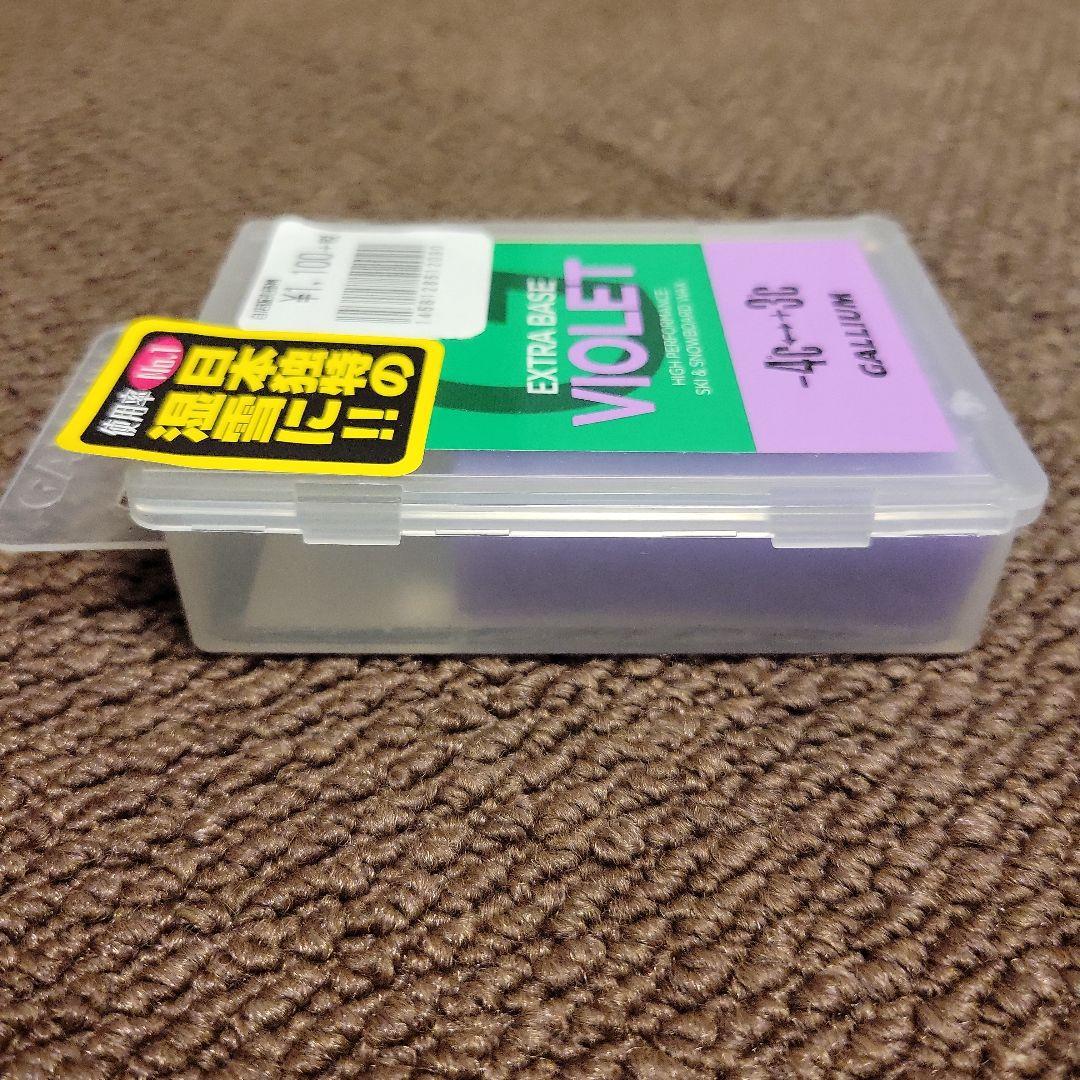 ¥1,100+税
使用率
No.1
日本独特の
湿雪に!!
EXTRA BASE
VIOLET
HIGH PERFORMANCE
SKI & SNOWBOARD WAX
-4c↔+3c
GALLIUM